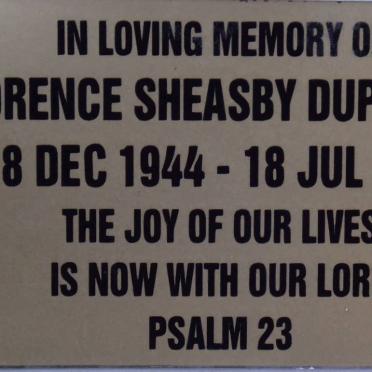 IN LOVING MEMORY O
ORENCE SHEASBY DUP
8 DEC 1944 - 18 JUL
THE JOY OF OUR LIVES
IS NOW WITH OUR LOR
PSALM 23